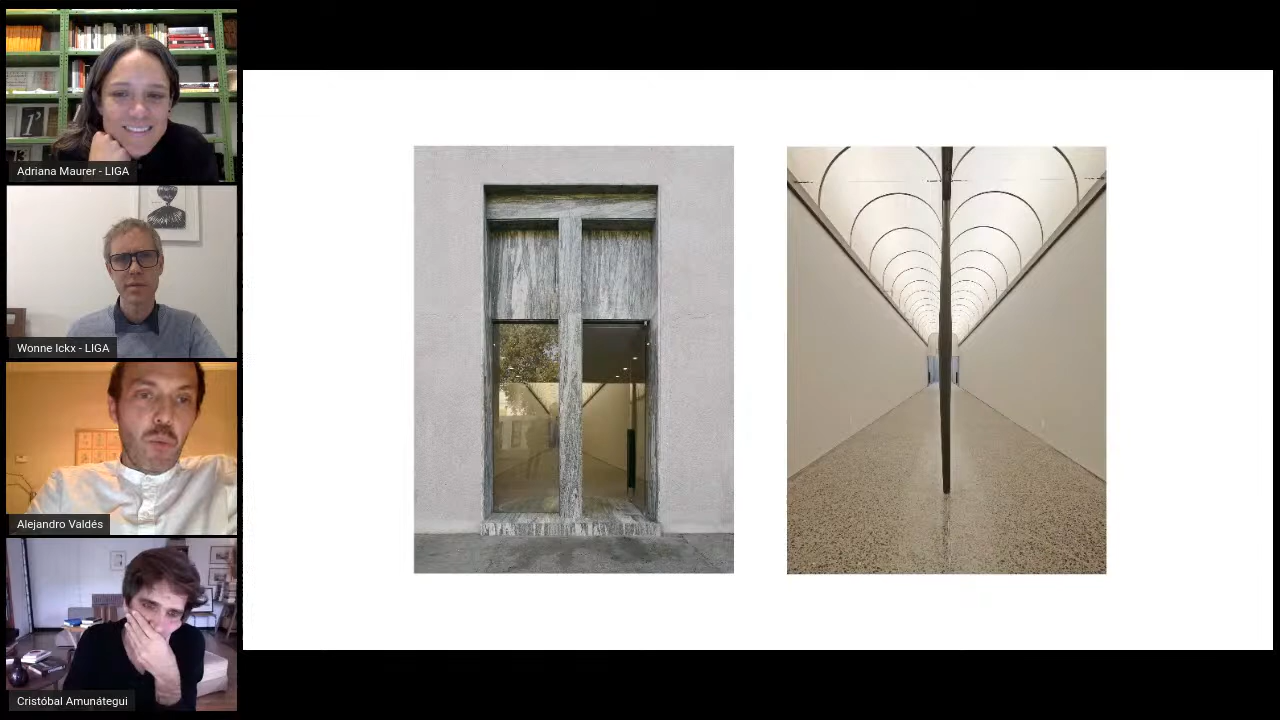 Adriana Maurer - LIGA
Wonne Ickx - LIGA
Alejandro Valdés
Cristóbal Amunátegui